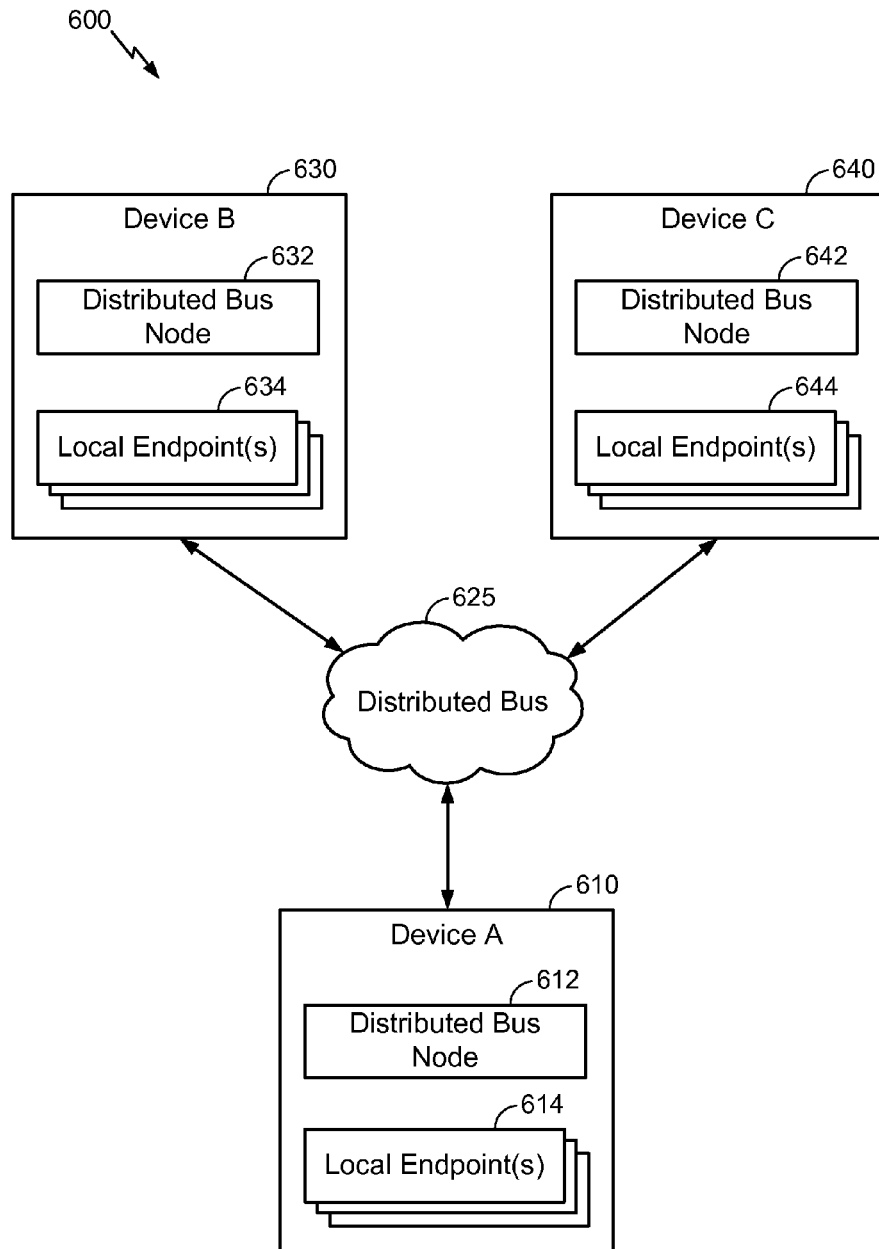 600
630
640
Device B
Device C
632
642
Distributed Bus
Node
Distributed Bus
Node
634
644
Local Endpoint(s)
Local Endpoint(s)
625
Distributed Bus
610
Device A
612
Distributed Bus
Node
614
Local Endpoint(s)